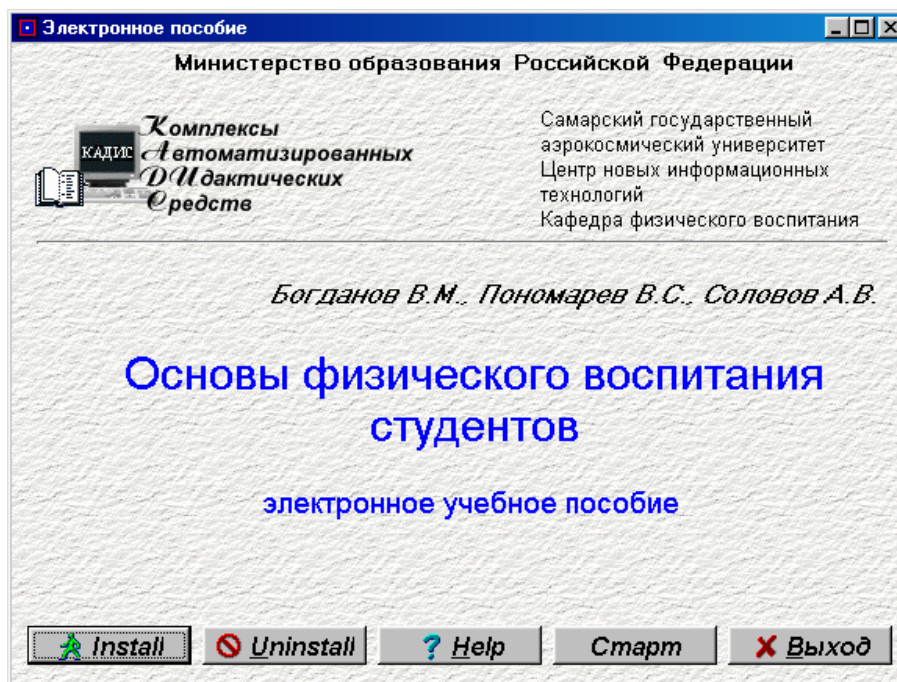 Электронное пособие
Министерство образования Российской Федерации
КАДИС
Комплексы
Автоматизированных
ДИдактических
Средств
Самарский государственный
аэрокосмический университет
Центр новых информационных
технологий
Кафедра физического воспитания
Богданов В.М., Пономарев В.С., Соловов А.В.
Основы физического воспитания
студентов
электронное учебное пособие
Install
Uninstall
? Help
Старт
Выход